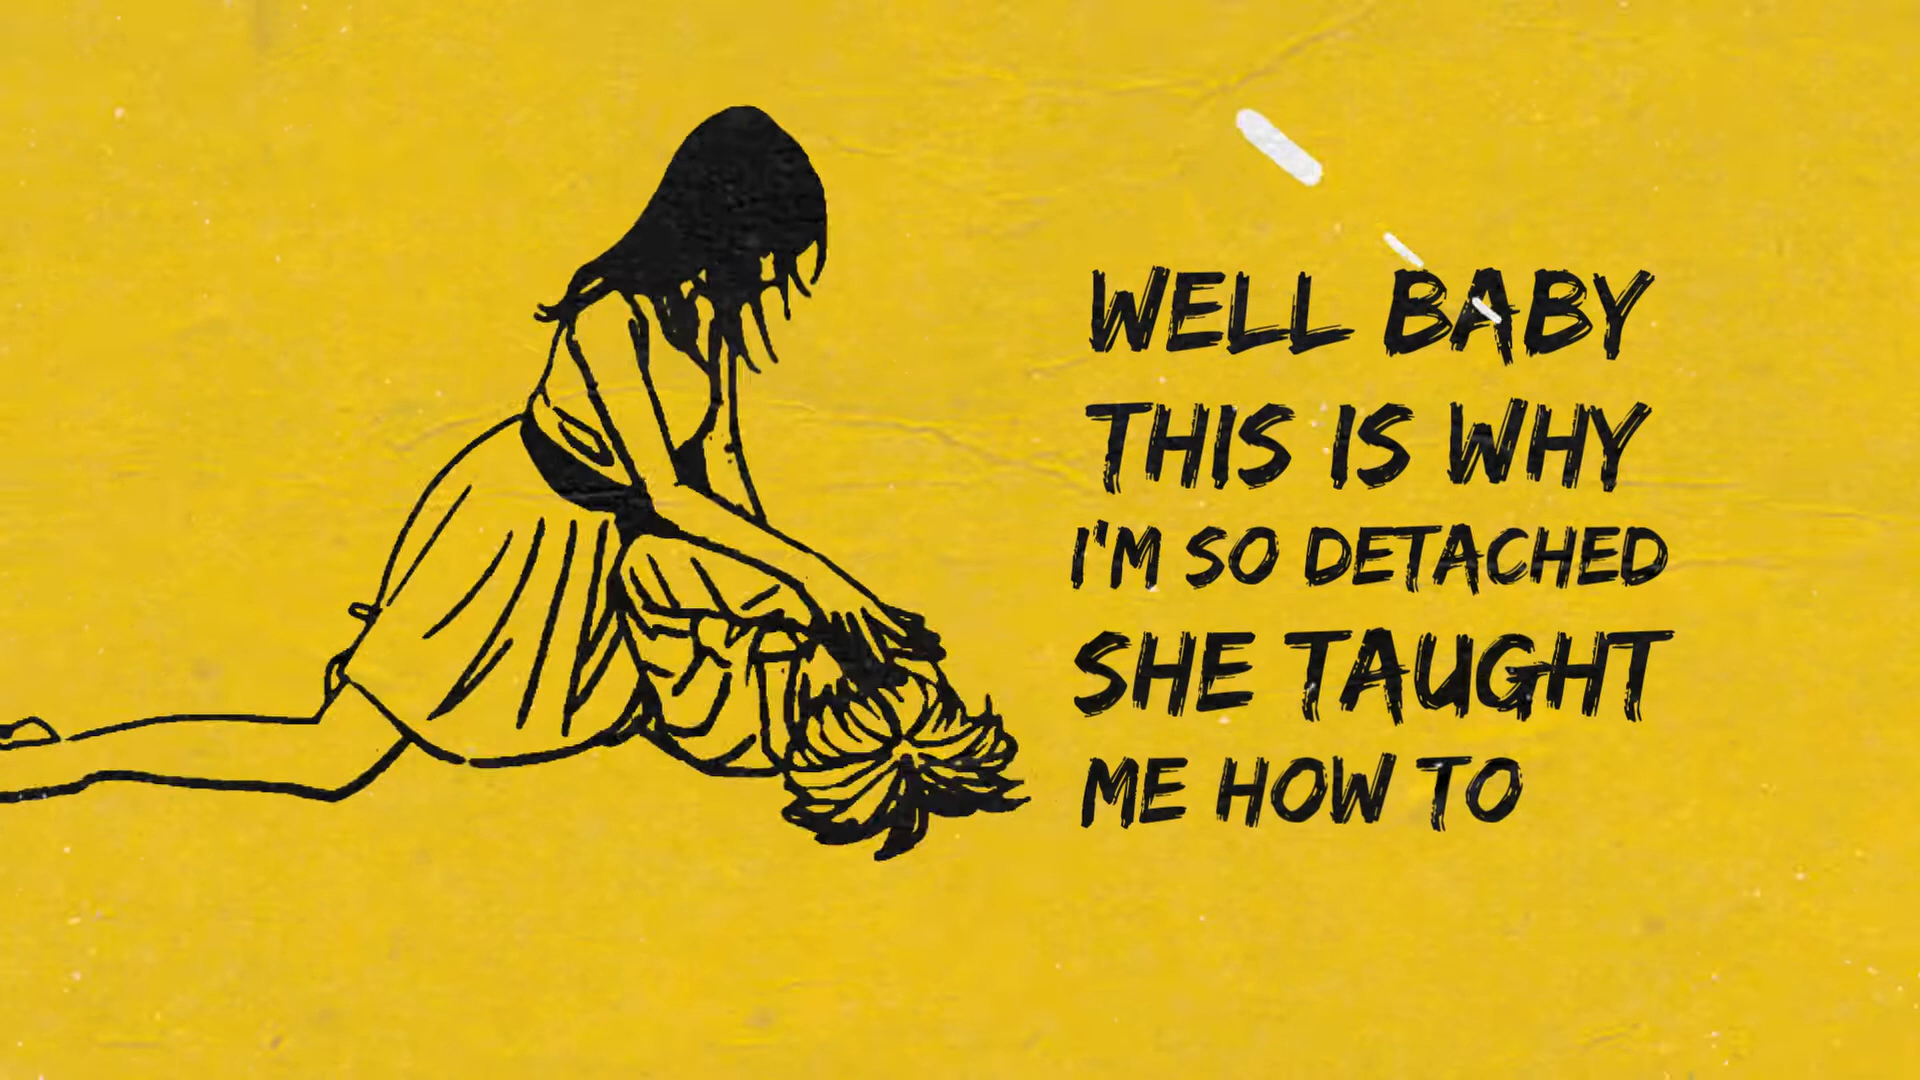 WELL BABY
THIS IS WHY
I'M SO DETACHED
SHE TAUGHT
ME HOW TO